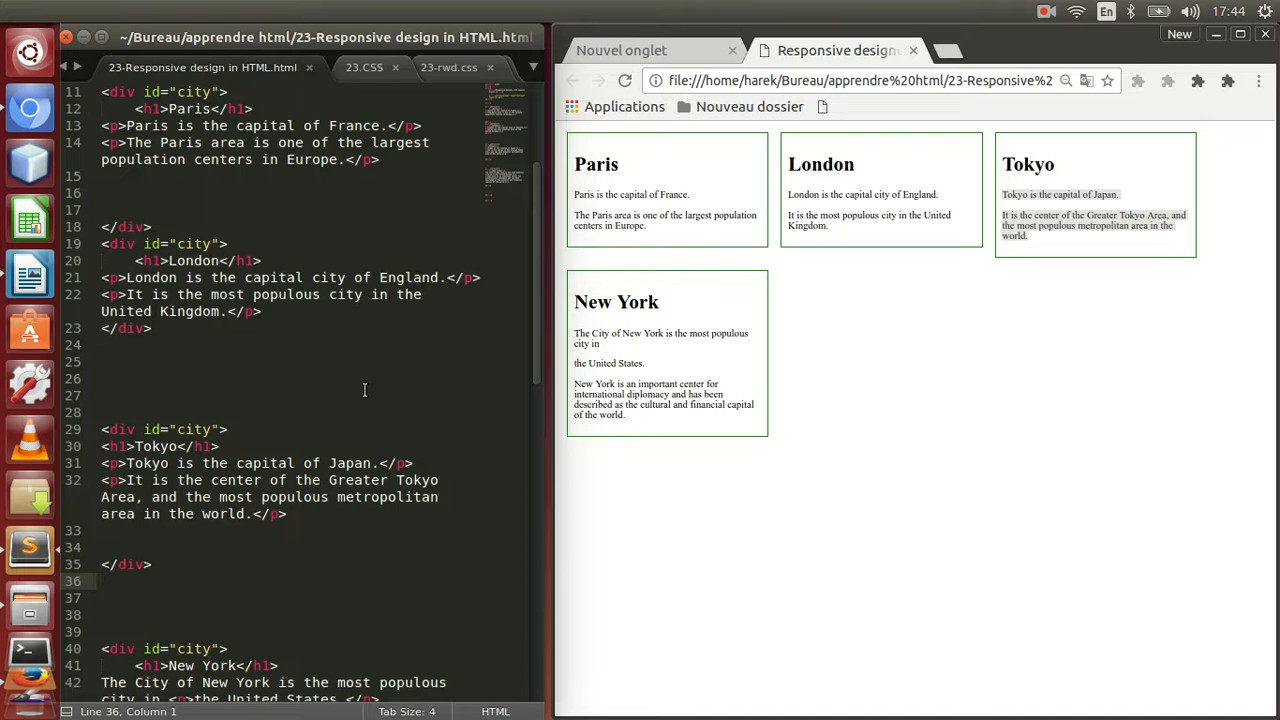 17:44
En
~/Bureau/apprendre html/23-Responsive design in HTML.html
New
23-Responsive design in HTML.html
23.CSS
23-rwd.css
Nouvel onglet
Responsive design
file:///home/harek/Bureau/apprendre%20html/23-Responsive%2
Applications
Nouveau dossier
11 <div id="city">
12 <h1>Paris</h1>
13 <p>Paris is the capital of France.</p>
14 <p>The Paris area is one of the largest
population centers in Europe.</p>
15
16
17
18 </div>
19 <div id="city">
20 <h1>London</h1>
21 <p>London is the capital city of England.</p>
22 <p>It is the most populous city in the
United Kingdom.</p>
23 </div>
24
25
26
27
28
29 <div id="city">
30 <h1>Tokyo</h1>
31 <p>Tokyo is the capital of Japan.</p>
32 <p>It is the center of the Greater Tokyo
Area, and the most populous metropolitan
area in the world.</p>
33
34
35 </div>
36
37
38
39
40 <div id="city">
41 <h1>New York</h1>
42 The City of New York is the most populous
city in <p>the United States.</p>
Line 36, Column 1
Tab Size: 4
HTML
Paris
Paris is the capital of France.
The Paris area is one of the largest population
centers in Europe.
London
London is the capital city of England.
It is the most populous city in the United
Kingdom.
Tokyo
Tokyo is the capital of Japan.
It is the center of the Greater Tokyo Area, and
the most populous metropolitan area in the
world.
New York
The City of New York is the most populous
city in
the United States.
New York is an important center for
international diplomacy and has been
described as the cultural and financial capital
of the world.